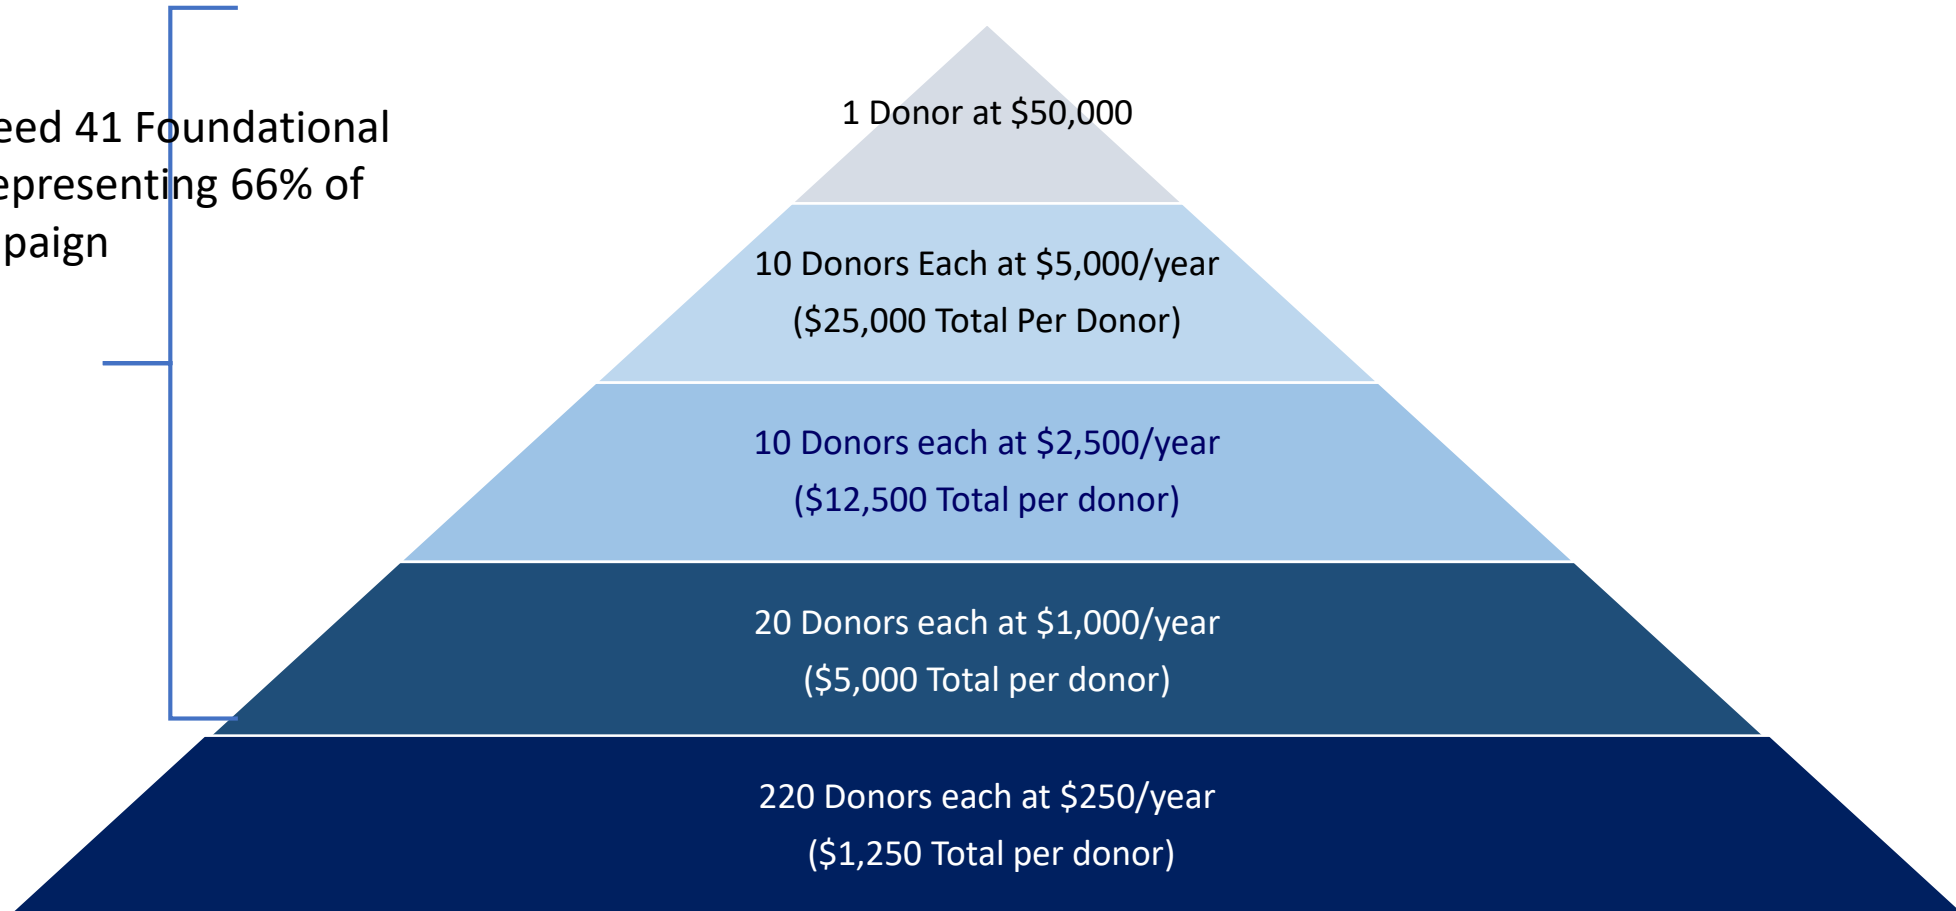 eed 41 Foundational
epresenting 66% of
paign
1 Donor at $50,000
10 Donors Each at $5,000/year
($25,000 Total Per Donor)
10 Donors each at $2,500/year
($12,500 Total per donor)
20 Donors each at $1,000/year
($5,000 Total per donor)
220 Donors each at $250/year
($1,250 Total per donor)